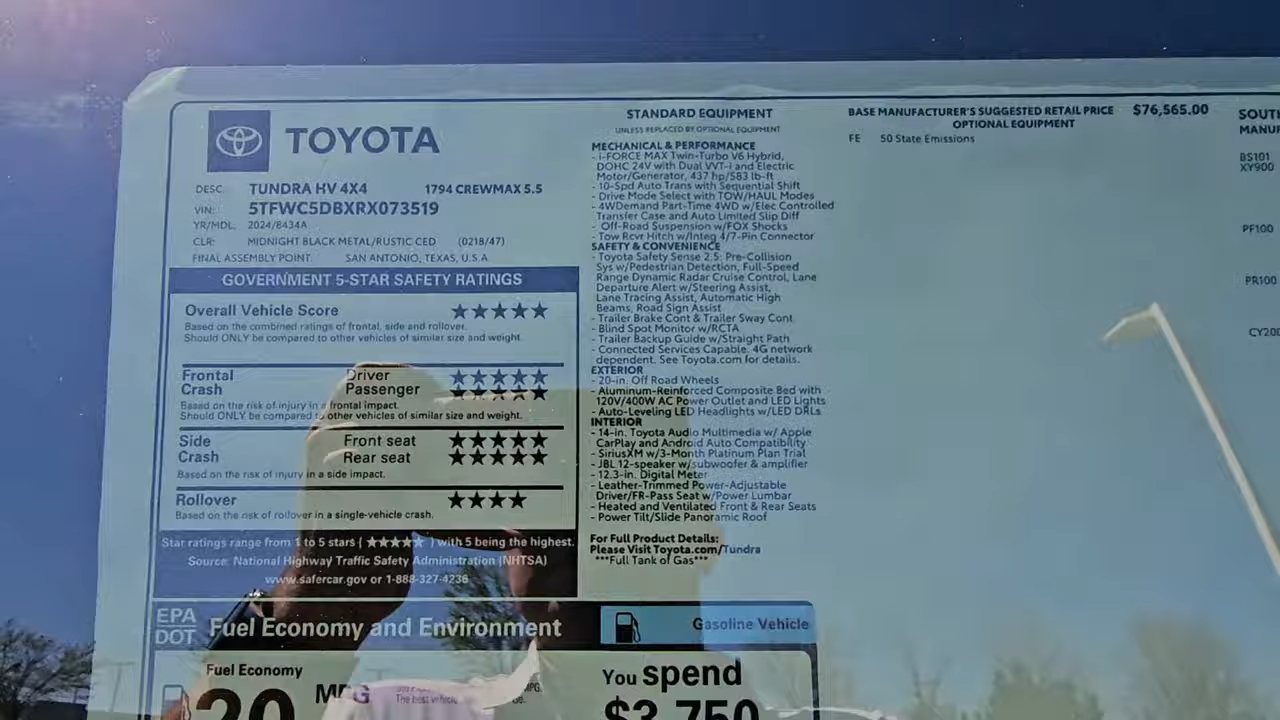 TOYOTA
DESC. TUNDRA HV 4X4 1794 CREWMAX 5.5
VIN: 5TFWC5DBXRX073519
YR/MDL: 2024/8434A
CLR: MIDNIGHT BLACK METAL/RUSTIC CED (0218/47)
FINAL ASSEMBLY POINT: SAN ANTONIO, TEXAS, U.S.A.
GOVERNMENT 5-STAR SAFETY RATINGS
Overall Vehicle Score ★★★★★
Based on the combined ratings of frontal, side and rollover.
Should ONLY be compared to other vehicles of similar size and weight.
Frontal Driver ★★★★★
Crash Passenger ★★★★★
Based on the risk of injury in a frontal impact.
Should ONLY be compared to other vehicles of similar size and weight.
Side Front seat ★★★★★
Crash Rear seat ★★★★★
Based on the risk of injury in a side impact.
Rollover ★★★★
Based on the risk of rollover in a single-vehicle crash.
Star ratings range from 1 to 5 stars (★★★★★) with 5 being the highest.
Source: National Highway Traffic Safety Administration (NHTSA)
www.safercar.gov or 1-888-327-4236
EPA
DOT Fuel Economy and Environment
Gasoline Vehicle
Fuel Economy
20 MPG
MPG.
The best vehicle
You spend
$3,750
STANDARD EQUIPMENT
UNLESS REPLACED BY OPTIONAL EQUIPMENT
MECHANICAL & PERFORMANCE
- i-FORCE MAX Twin-Turbo V6 Hybrid,
DOHC 24V with Dual VVT-i and Electric
Motor/Generator, 437 hp/583 lb-ft
- 10-Spd Auto Trans with Sequential Shift
- Drive Mode Select with TOW/HAUL Modes
- 4WDemand Part-Time 4WD w/Elec Controlled
Transfer Case and Auto Limited Slip Diff
- Off-Road Suspension w/FOX Shocks
- Tow Rcvr Hitch w/Integ 4/7-Pin Connector
SAFETY & CONVENIENCE
- Toyota Safety Sense 2.5: Pre-Collision
Sys w/Pedestrian Detection, Full-Speed
Range Dynamic Radar Cruise Control, Lane
Departure Alert w/Steering Assist,
Lane Tracing Assist, Automatic High
Beams, Road Sign Assist
- Trailer Brake Cont & Trailer Sway Cont
- Blind Spot Monitor w/RCTA
- Trailer Backup Guide w/Straight Path
- Connected Services Capable. 4G network
dependent. See Toyota.com for details.
EXTERIOR
- 20-in. Off Road Wheels
- Aluminum-Reinforced Composite Bed with
120V/400W AC Power Outlet and LED Lights
- Auto-Leveling LED Headlights w/LED DRLs
INTERIOR
- 14-in. Toyota Audio Multimedia w/ Apple
CarPlay and Android Auto Compatibility
- SiriusXM w/3-Month Platinum Plan Trial
- JBL 12-speaker w/subwoofer & amplifier
- 12.3-in. Digital Meter
- Leather-Trimmed Power-Adjustable
Driver/FR-Pass Seat w/Power Lumbar
- Heated and Ventilated Front & Rear Seats
- Power Tilt/Slide Panoramic Roof
For Full Product Details:
Please Visit Toyota.com/Tundra
***Full Tank of Gas***
BASE MANUFACTURER'S SUGGESTED RETAIL PRICE $76,565.00
OPTIONAL EQUIPMENT
FE 50 State Emissions
SOUT
MANU
BS101
XY900
PF100
PR100
CY200